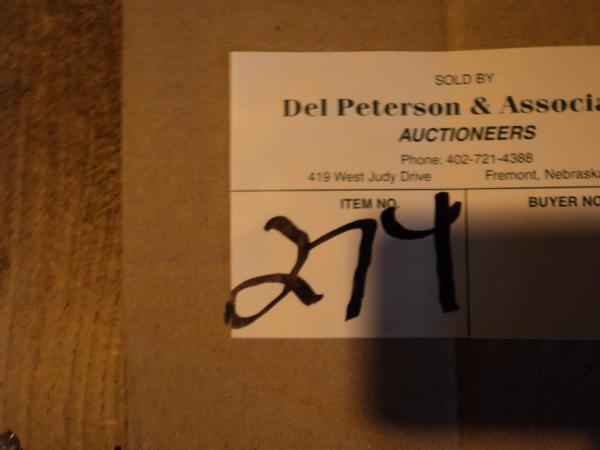 SOLD BY
Del Peterson & Associa
AUCTIONEERS
Phone: 402-721-4388
419 West Judy Drive Fremont, Nebraska
ITEM NO. BUYER NO
274